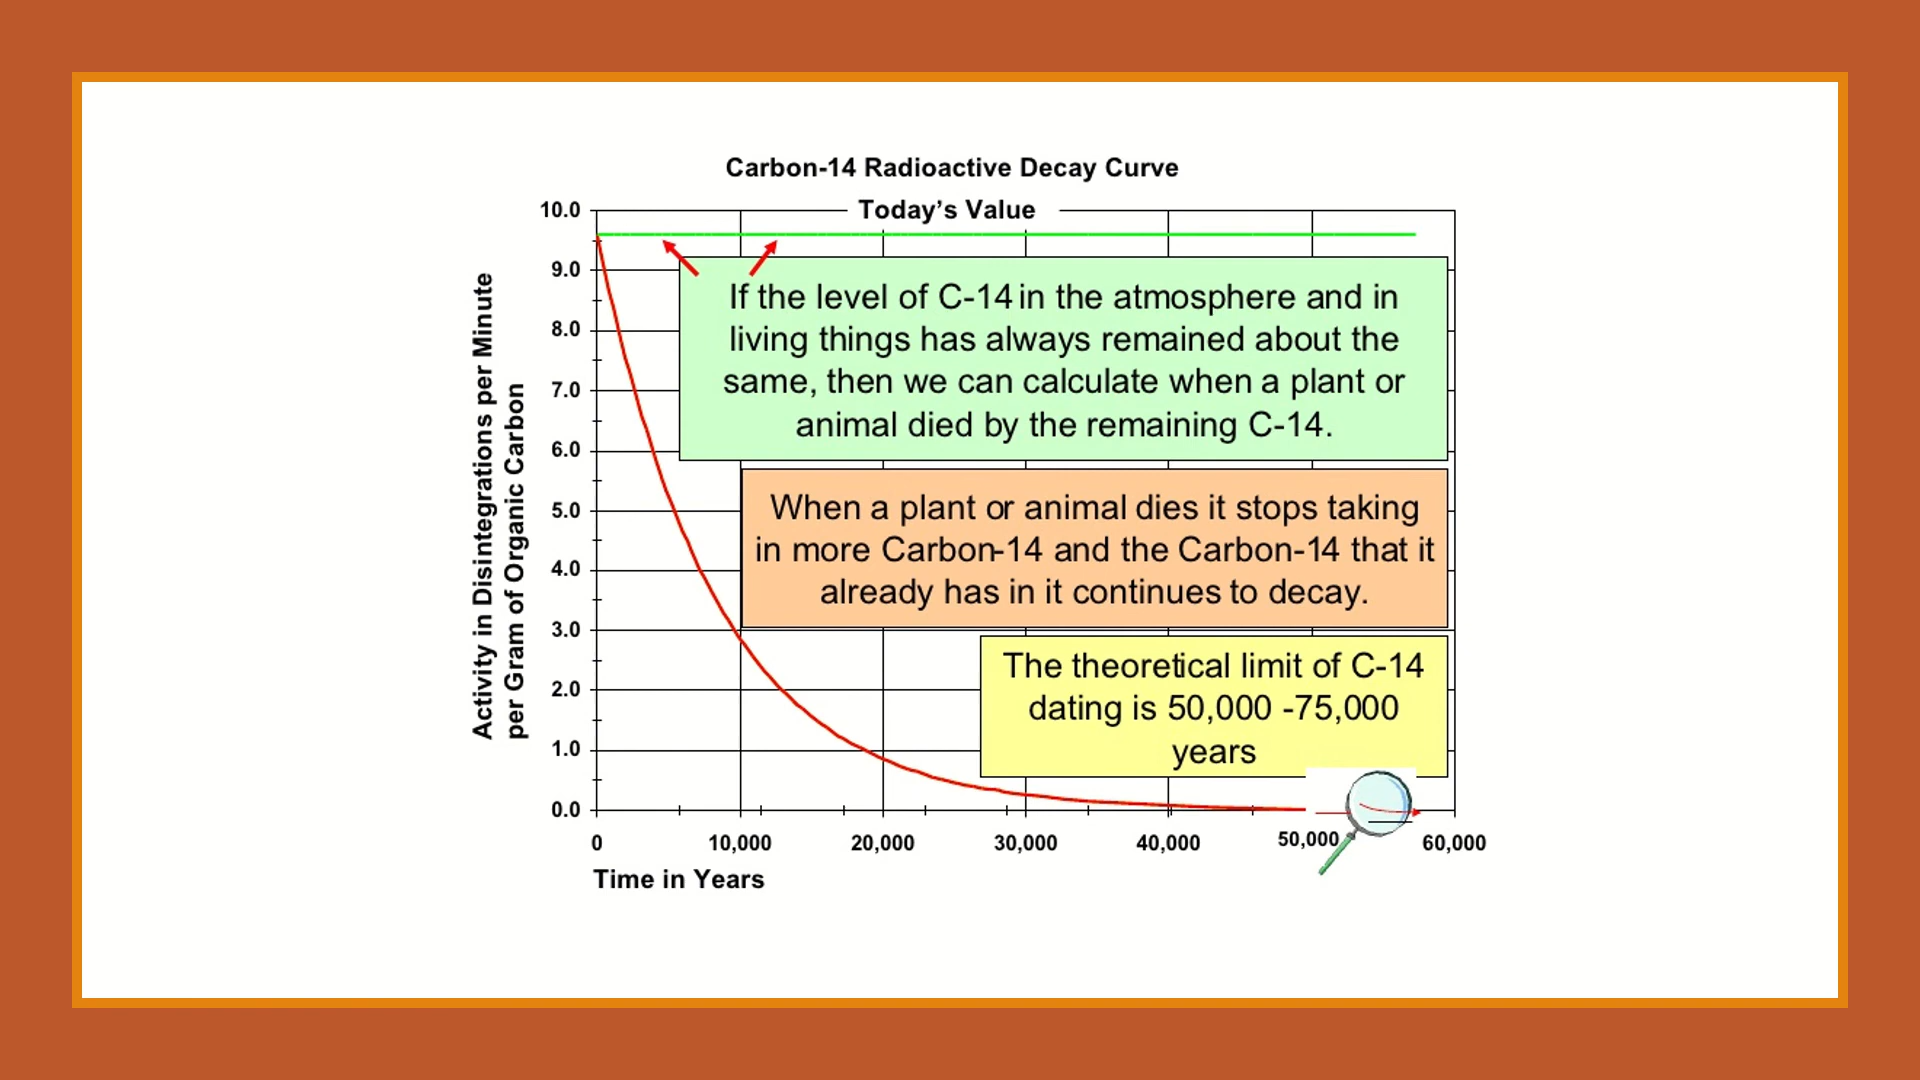 Carbon-14 Radioactive Decay Curve
Today's Value
Activity in Disintegrations per Minute
per Gram of Organic Carbon
10.0
9.0
8.0
7.0
6.0
5.0
4.0
3.0
2.0
1.0
0.0
If the level of C-14 in the atmosphere and in
living things has always remained about the
same, then we can calculate when a plant or
animal died by the remaining C-14.
When a plant or animal dies it stops taking
in more Carbon-14 and the Carbon-14 that it
already has in it continues to decay.
The theoretical limit of C-14
dating is 50,000 -75,000
years
0 10,000 20,000 30,000 40,000 50,000 60,000
Time in Years